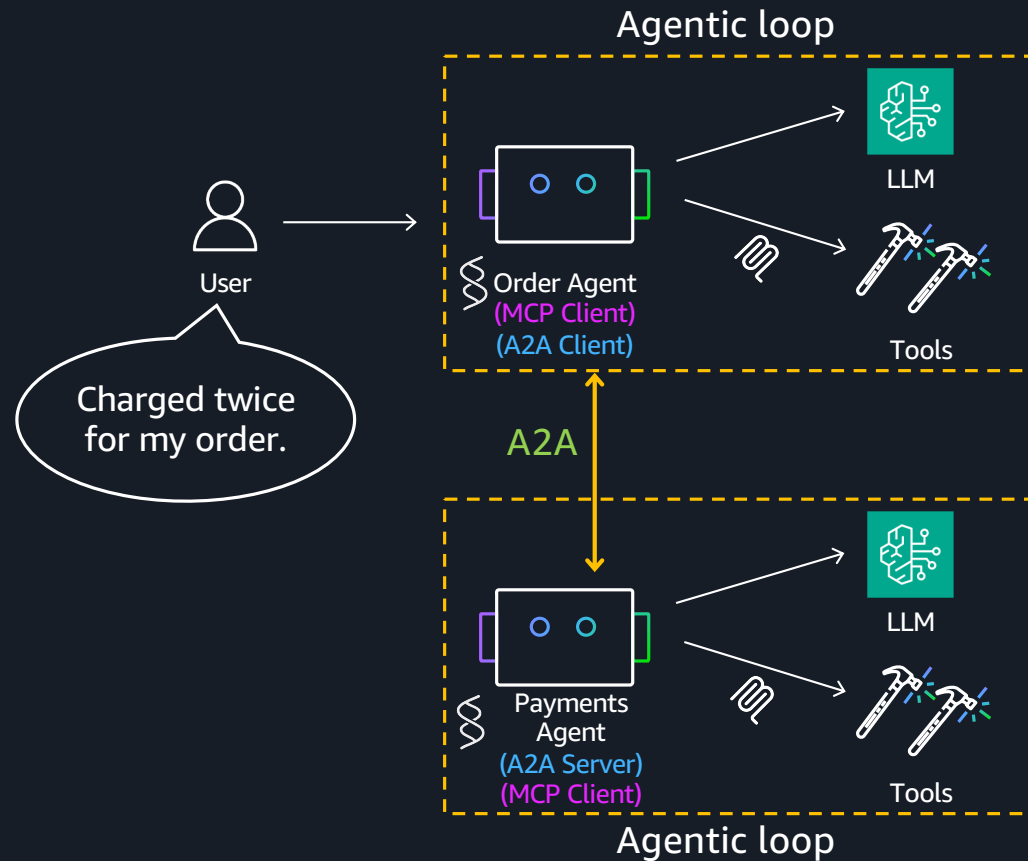 Agentic loop
LLM
User
Order Agent
(MCP Client)
(A2A Client)
Tools
Charged twice
for my order.
A2A
LLM
Payments
Agent
(A2A Server)
(MCP Client)
Tools
Agentic loop